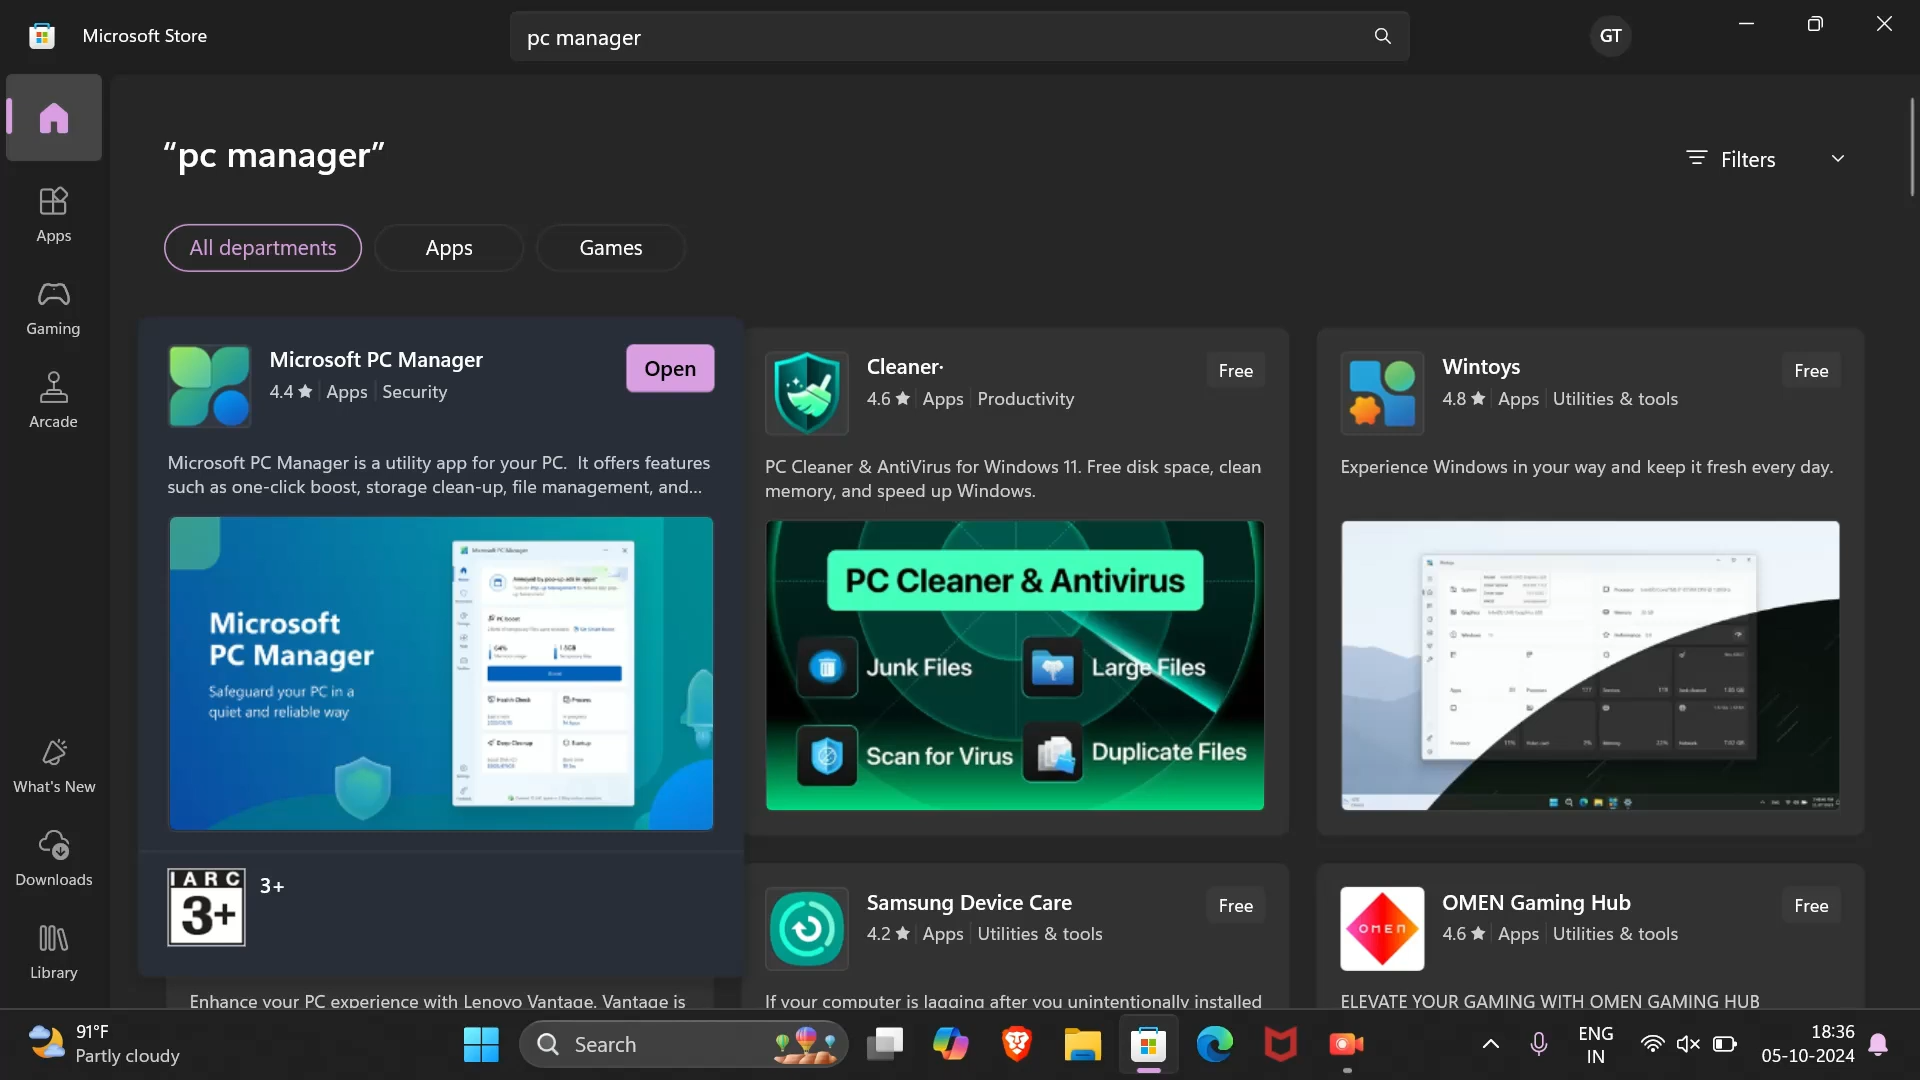 Microsoft Store
pc manager
GT
“pc manager”
Filters
All departments
Apps
Games
Apps
Gaming
Arcade
What's New
Downloads
Library
Microsoft PC Manager
4.4 ★ Apps Security
Open
Microsoft PC Manager is a utility app for your PC. It offers features
such as one-click boost, storage clean-up, file management, and...
Microsoft
PC Manager
Safeguard your PC in a
quiet and reliable way
Microsoft PC Manager
IARC
3+
3+
Cleaner·
4.6 ★ Apps Productivity
Free
PC Cleaner & AntiVirus for Windows 11. Free disk space, clean
memory, and speed up Windows.
PC Cleaner & Antivirus
Junk Files
Large Files
Scan for Virus
Duplicate Files
Wintoys
4.8 ★ Apps Utilities & tools
Free
Experience Windows in your way and keep it fresh every day.
Enhance your PC experience with Lenovo Vantage. Vantage is
Samsung Device Care
4.2 ★ Apps Utilities & tools
Free
If your computer is lagging after you unintentionally installed
OMEN
OMEN Gaming Hub
4.6 ★ Apps Utilities & tools
Free
ELEVATE YOUR GAMING WITH OMEN GAMING HUB
91°F
Partly cloudy
Search
ENG
IN
18:36
05-10-2024